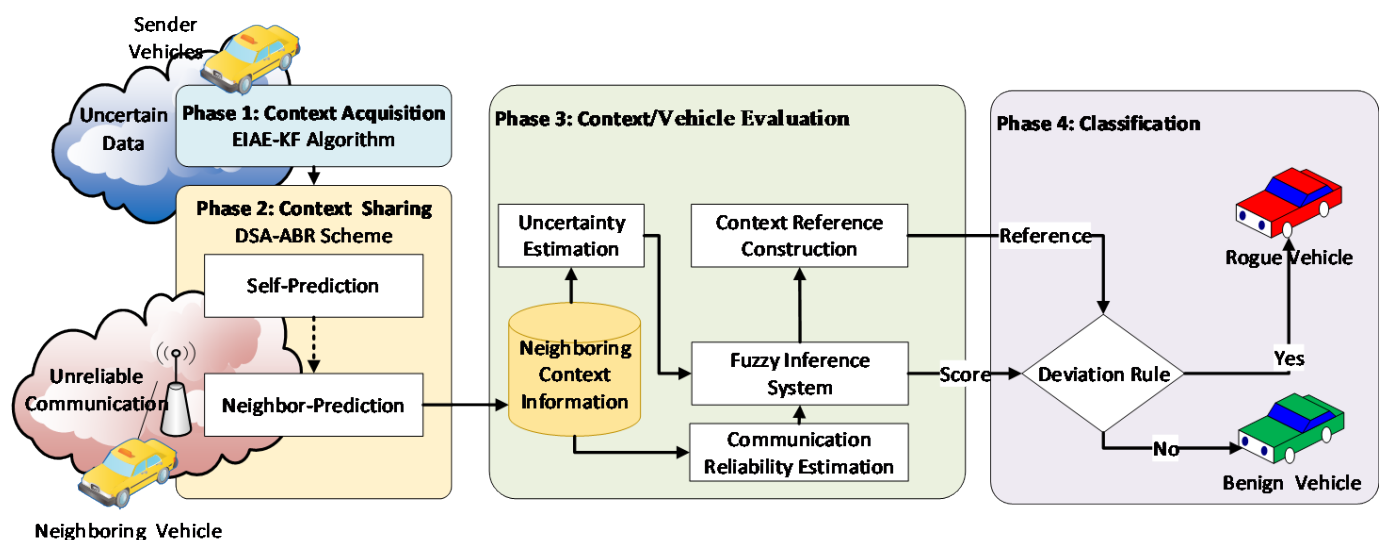 Sender
Vehicles
Uncertain
Data
Phase 1: Context Acquisition
EIAE-KF Algorithm
Phase 2: Context Sharing
DSA-ABR Scheme
Self-Prediction
Unreliable
Communication
Neighbor-Prediction
Neighboring Vehicle
Phase 3: Context/Vehicle Evaluation
Uncertainty
Estimation
Context Reference
Construction
Neighboring
Context
Information
Fuzzy Inference
System
Communication
Reliability Estimation
Phase 4: Classification
Reference
Score
Deviation Rule
Yes
No
Rogue Vehicle
Benign Vehicle